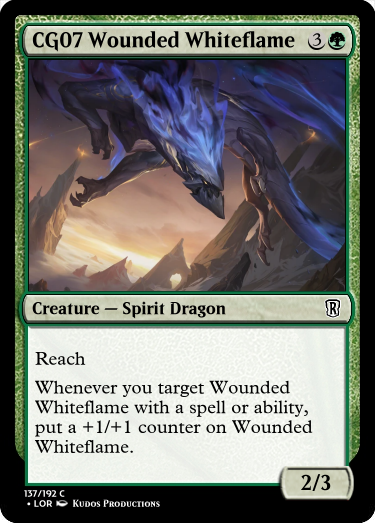 CG07 Wounded Whiteflame 3
Creature — Spirit Dragon R
Reach
Whenever you target Wounded
Whiteflame with a spell or ability,
put a +1/+1 counter on Wounded
Whiteflame.
2/3
137/192 C
• LOR Kudos Productions